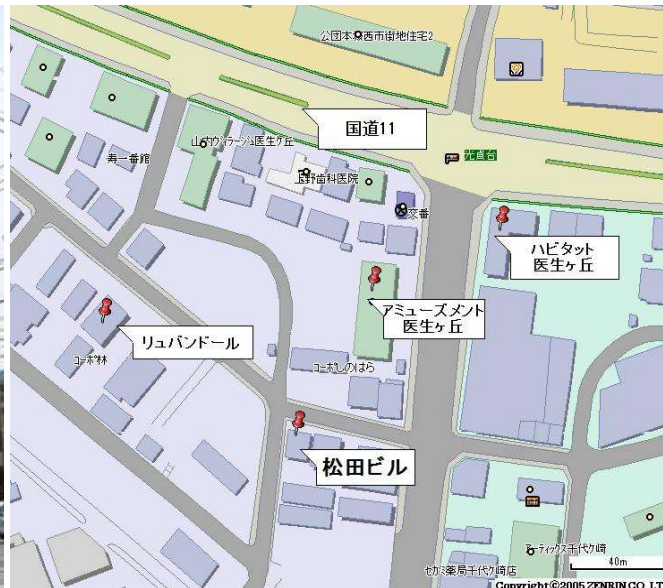 公団本城西市街地住宅2
国道11
山内ヴィラージュ医生ケ丘
光貞台
寿一番館
上野歯科医院
交番
ハビタット
医生ヶ丘
アミューズメント
医生ヶ丘
リュバンドール
コーポ林
コーポしのはら
松田ビル
アーティックス千代ケ崎
セガミ薬局千代ケ崎店
40m
Copyright©2005 ZENRIN CO. LT